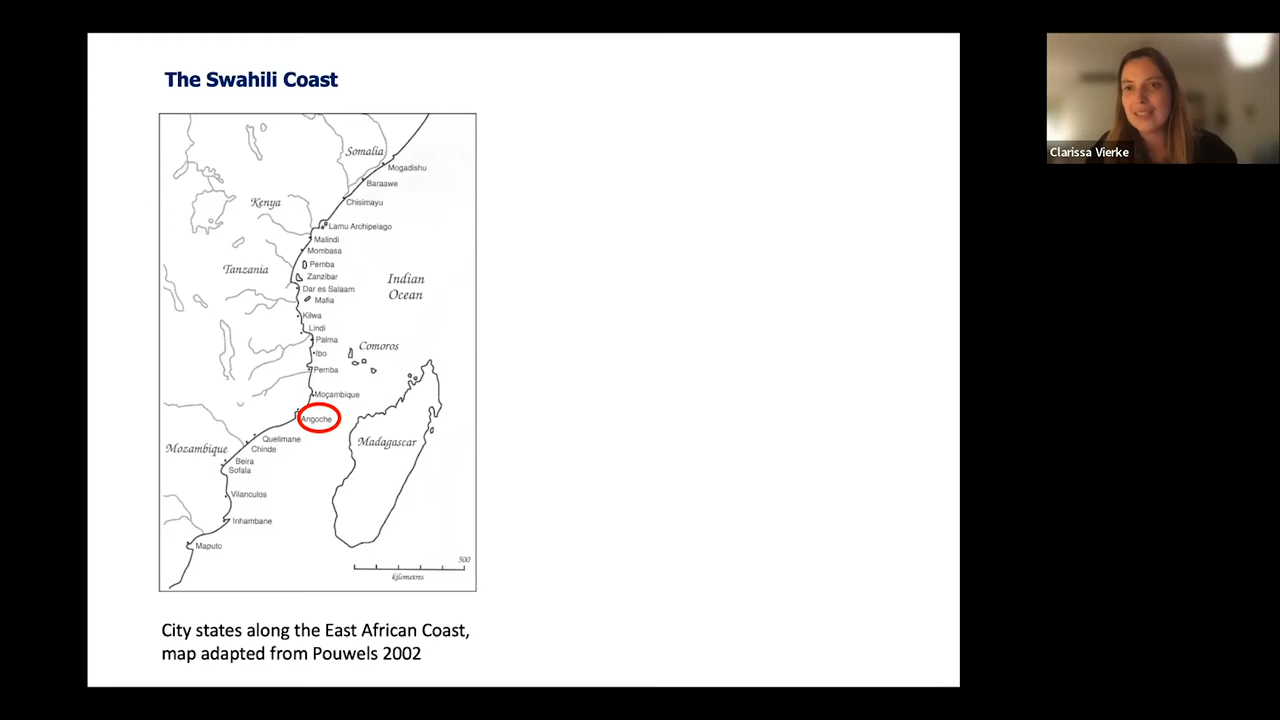 The Swahili Coast
Somalia
Mogadishu
Baraawe
Kenya
Chisimayu
Lamu Archipelago
Malindi
Mombasa
Pemba
Tanzania
Zanzibar
Indian
Ocean
Dar es Salaam
Mafia
Kilwa
Lindi
Palma
Comoros
Ibo
Pemba
Moçambique
Angoche
Quelimane
Madagascar
Mozambique
Chinde
Beira
Sofala
Vilanculos
Inhambane
Maputo
500
kilometres
City states along the East African Coast,
map adapted from Pouwels 2002
Clarissa Vierke